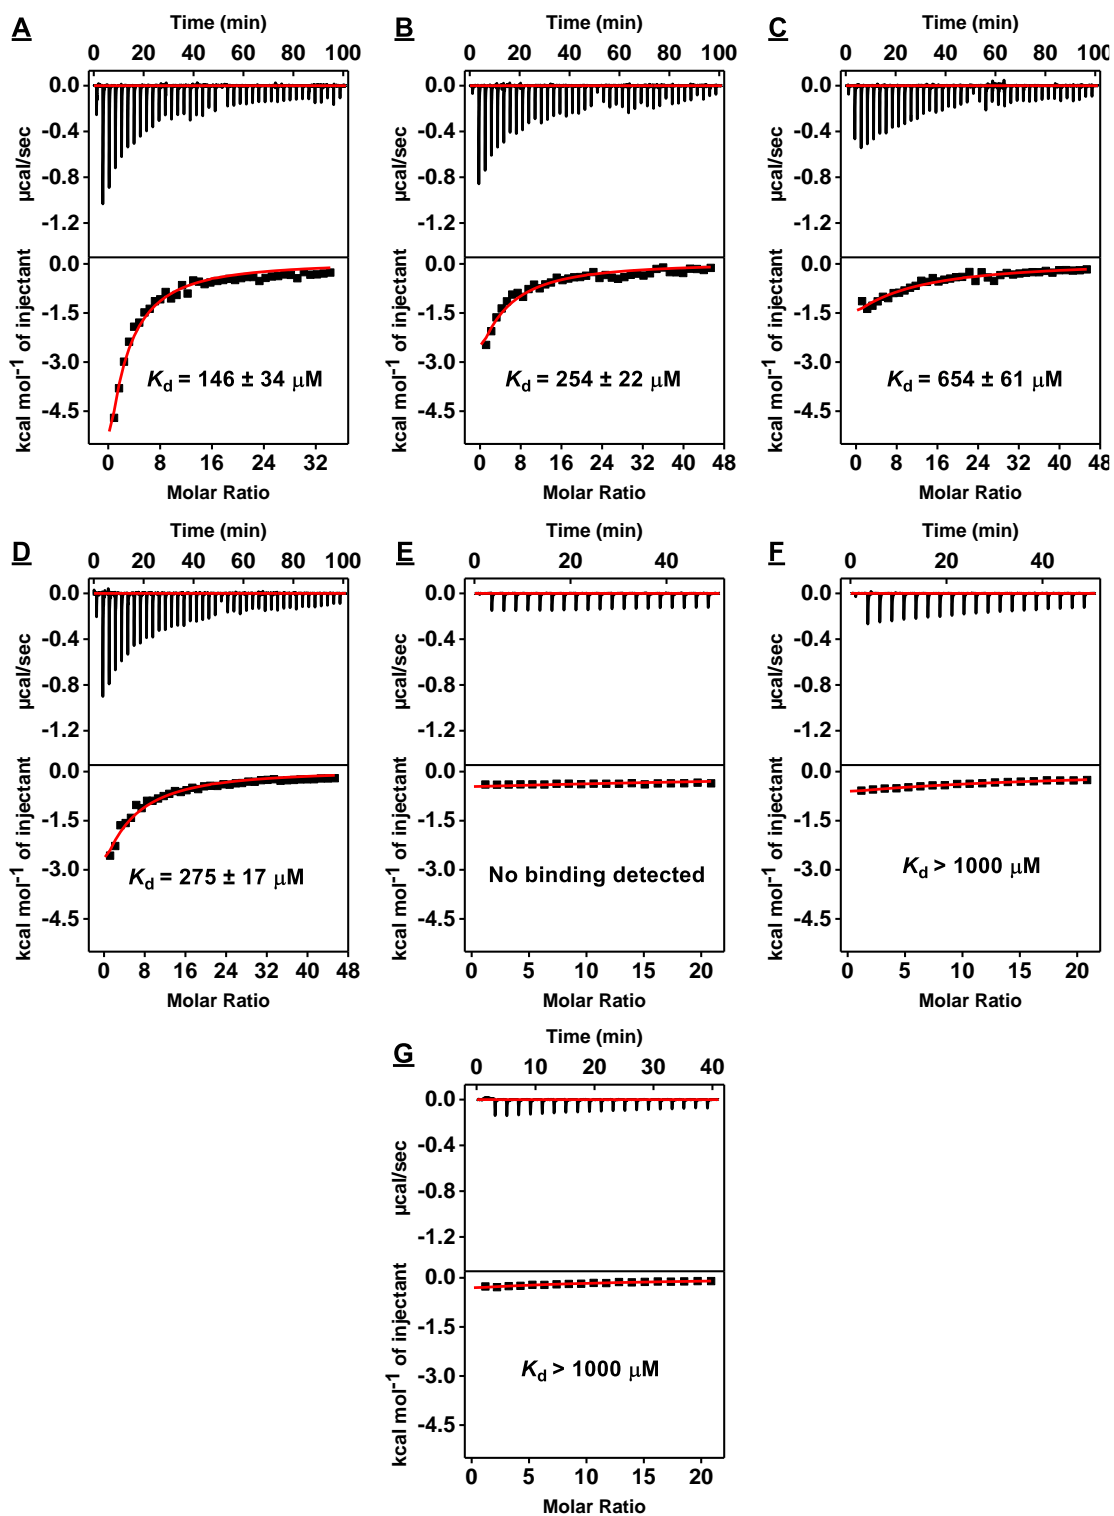 A
Time (min)
0 20 40 60 80 100
0.0
-0.4
-0.8
-1.2
µcal/sec
0.0
-1.5
-3.0
-4.5
kcal mol⁻¹ of injectant
Kd = 146 ± 34 µM
0 8 16 24 32
Molar Ratio
B
Time (min)
0 20 40 60 80 100
0.0
-0.4
-0.8
-1.2
µcal/sec
0.0
-1.5
-3.0
-4.5
kcal mol⁻¹ of injectant
Kd = 254 ± 22 µM
0 8 16 24 32 40 48
Molar Ratio
C
Time (min)
0 20 40 60 80 100
0.0
-0.4
-0.8
-1.2
µcal/sec
0.0
-1.5
-3.0
-4.5
kcal mol⁻¹ of injectant
Kd = 654 ± 61 µM
0 8 16 24 32 40 48
Molar Ratio
D
Time (min)
0 20 40 60 80 100
0.0
-0.4
-0.8
-1.2
µcal/sec
0.0
-1.5
-3.0
-4.5
kcal mol⁻¹ of injectant
Kd = 275 ± 17 µM
0 8 16 24 32 40 48
Molar Ratio
E
Time (min)
0 20 40
0.0
-0.4
-0.8
-1.2
µcal/sec
0.0
-1.5
-3.0
-4.5
kcal mol⁻¹ of injectant
No binding detected
0 5 10 15 20
Molar Ratio
F
Time (min)
0 20 40
0.0
-0.4
-0.8
-1.2
µcal/sec
0.0
-1.5
-3.0
-4.5
kcal mol⁻¹ of injectant
Kd > 1000 µM
0 5 10 15 20
Molar Ratio
G
Time (min)
0 10 20 30 40
0.0
-0.4
-0.8
-1.2
µcal/sec
0.0
-1.5
-3.0
-4.5
kcal mol⁻¹ of injectant
Kd > 1000 µM
0 5 10 15 20
Molar Ratio